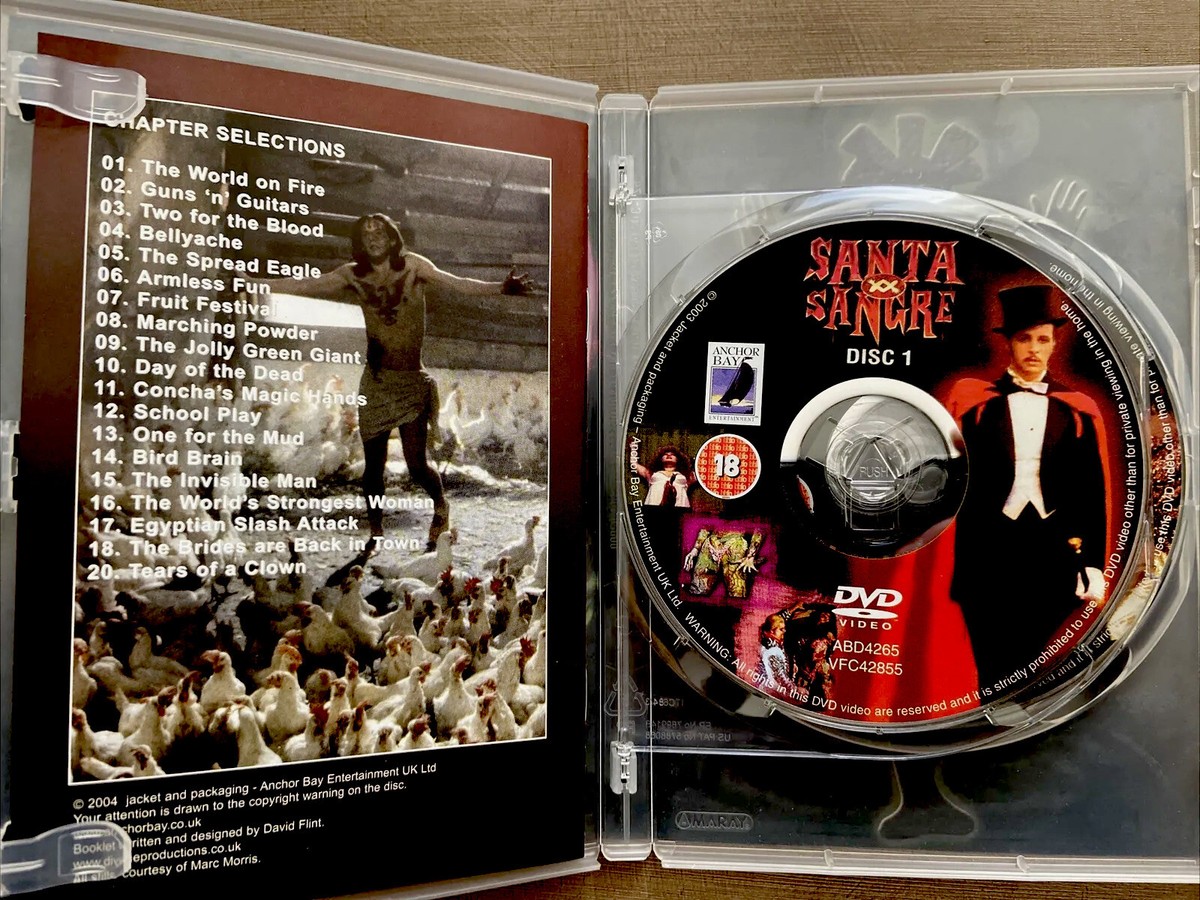 CHAPTER SELECTIONS
01. The World on Fire
02. Guns 'n' Guitars
03. Two for the Blood
04. Bellyache
05. The Spread Eagle
06. Armless Fun
07. Fruit Festival
08. Marching Powder
09. The Jolly Green Giant
10. Day of the Dead
11. Concha's Magic Hands
12. School Play
13. One for the Mud
14. Bird Brain
15. The Invisible Man
16. The World's Strongest Woman
17. Egyptian Slash Attack
18. The Brides are Back in Town
20. Tears of a Clown
© 2004 jacket and packaging - Anchor Bay Entertainment UK Ltd
Your attention is drawn to the copyright warning on the disc.
chorbay.co.uk
Booklet written and designed by David Flint.
eproductions.co.uk
courtesy of Marc Morris.
SANTA
XX
SANGRE
DISC 1
ANCHOR
BAY
ENTERTAINMENT
18
PUSH
DVD
VIDEO
ABD4265
VFC42855
© 2003 Jacket and packaging – Anchor Bay Entertainment UK Ltd. WARNING: All rights in this DVD video are reserved and it is strictly prohibited to use this DVD video other than for private viewing in the home.
AMARAY